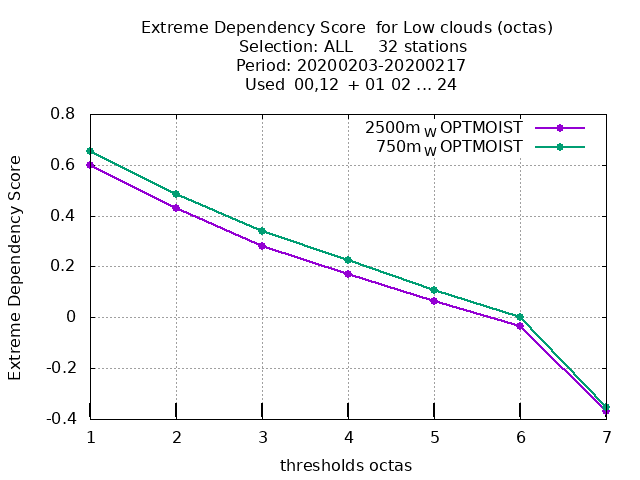 Extreme Dependency Score  for Low clouds (octas)
Selection: ALL     32 stations
Period: 20200203-20200217
Used  00,12  + 01 02 ... 24
0.8
0.6
0.4
0.2
0
-0.2
-0.4
Extreme Dependency Score
2500m W OPTMOIST
750m W OPTMOIST
1 2 3 4 5 6 7
thresholds octas